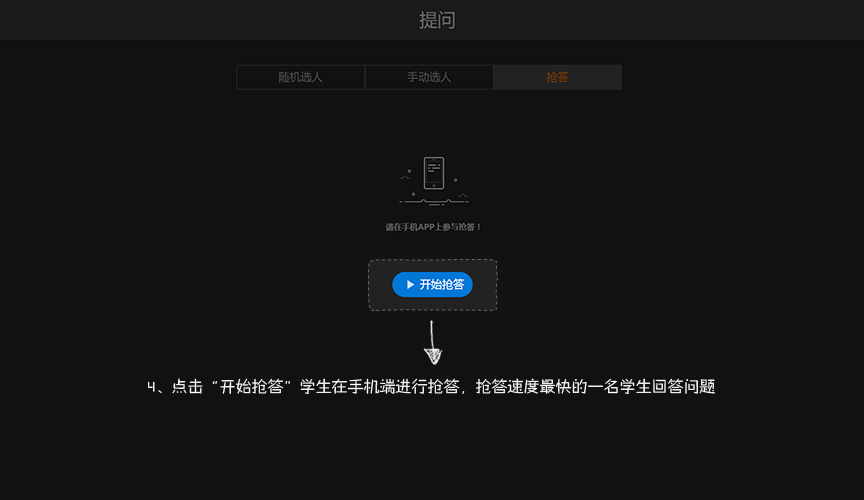 提问
随机选人 手动选人 抢答
请在手机APP上参与抢答！
开始抢答
4、点击“开始抢答”学生在手机端进行抢答，抢答速度最快的一名学生回答问题